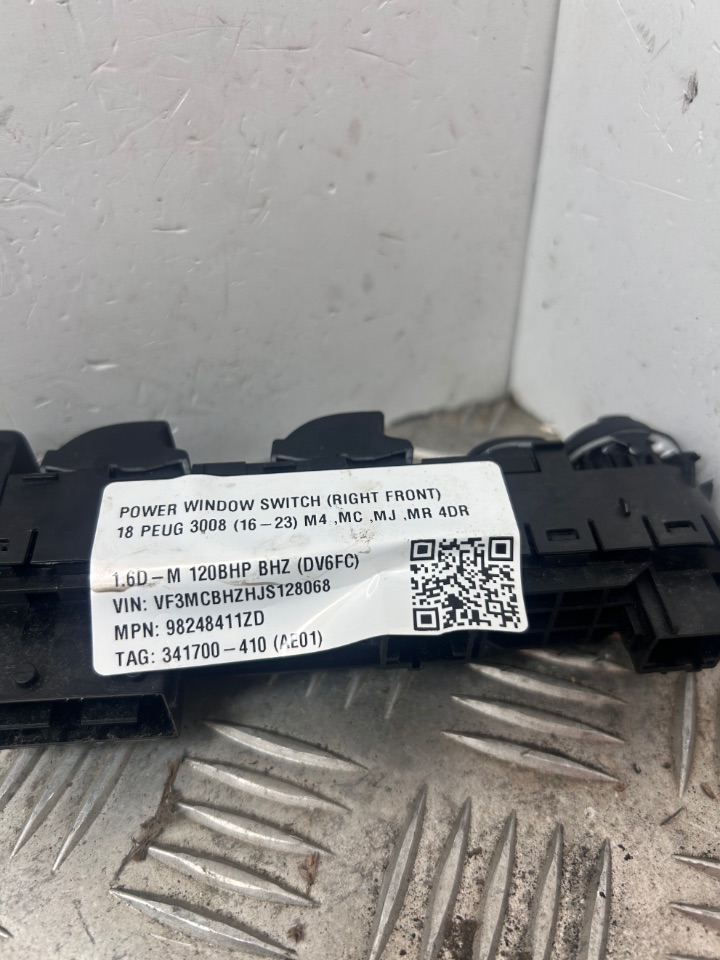 POWER WINDOW SWITCH (RIGHT FRONT)
18 PEUG 3008 (16-23) M4 ,MC ,MJ ,MR 4DR
1.6D-M 120BHP BHZ (DV6FC)
VIN: VF3MCBHZHJS128068
MPN: 98248411ZD
TAG: 341700-410 (AE01)